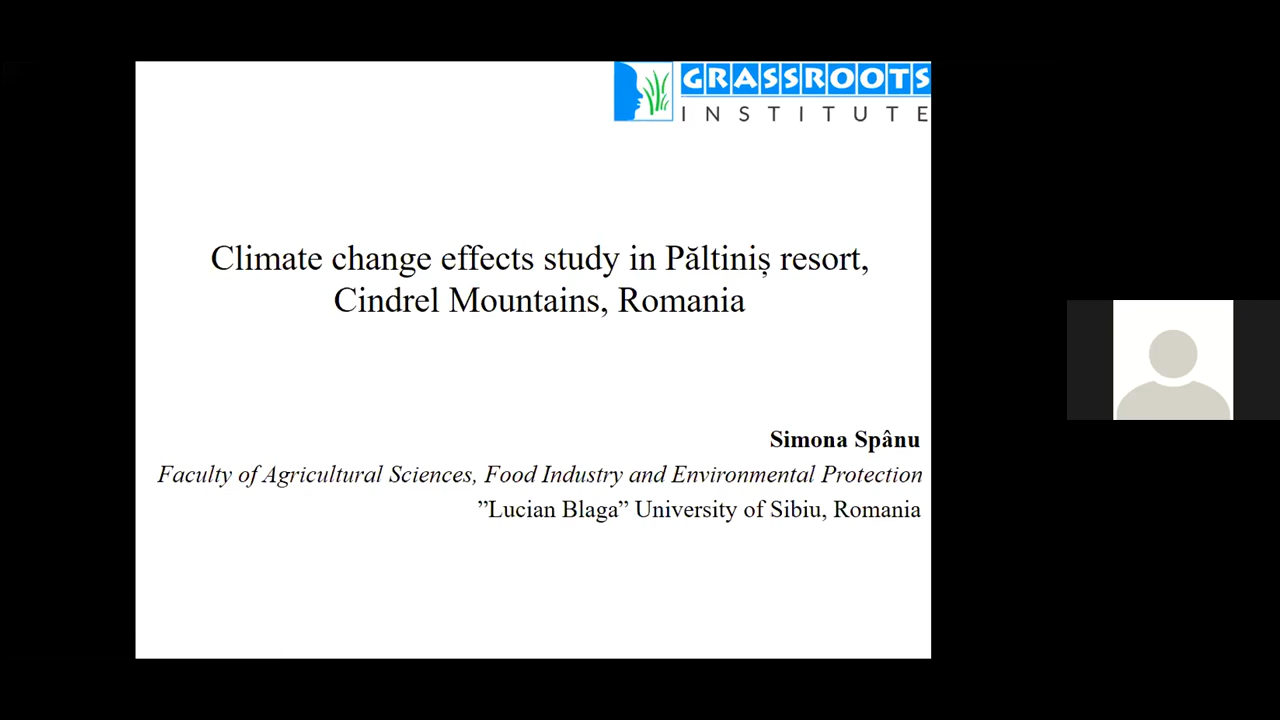 GRASSROOTS
INSTITUTE
Climate change effects study in Păltiniș resort,
Cindrel Mountains, Romania
Simona Spânu
Faculty of Agricultural Sciences, Food Industry and Environmental Protection
”Lucian Blaga” University of Sibiu, Romania